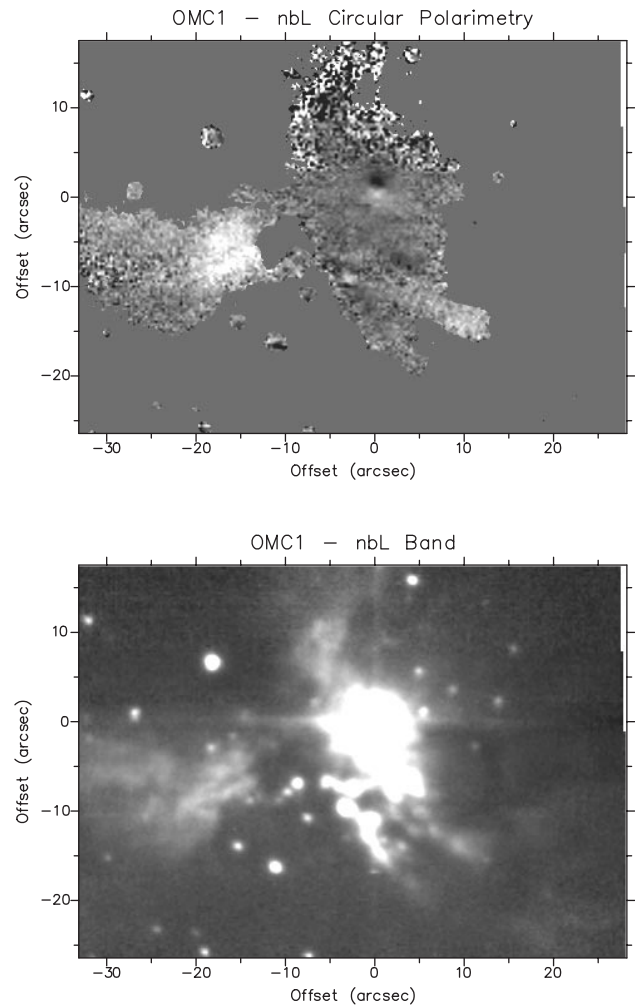 OMC1 − nbL Circular Polarimetry
10
0
−10
−20
Offset (arcsec)
−30 −20 −10 0 10 20
Offset (arcsec)
OMC1 − nbL Band
10
0
−10
−20
Offset (arcsec)
−30 −20 −10 0 10 20
Offset (arcsec)